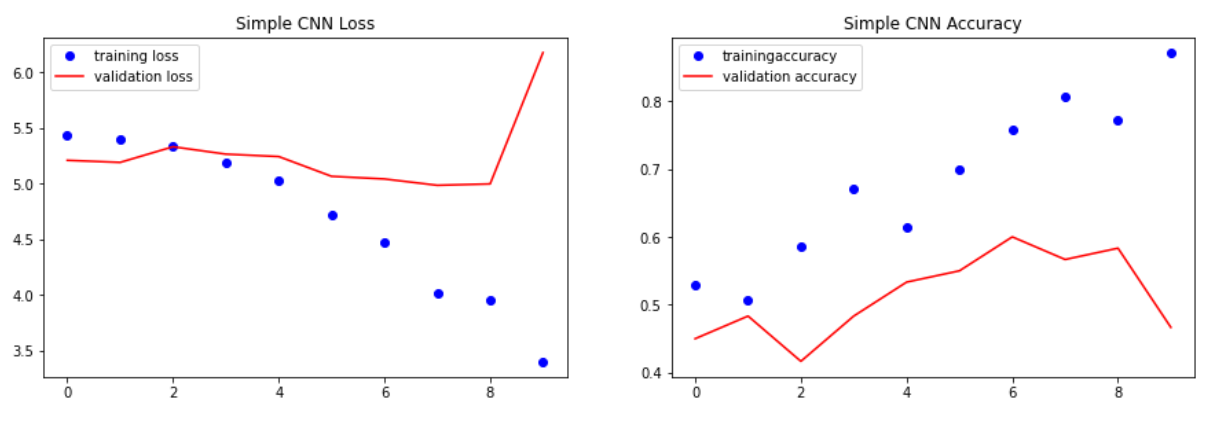 Simple CNN Loss
training loss
validation loss
6.0
5.5
5.0
4.5
4.0
3.5
0 2 4 6 8
Simple CNN Accuracy
trainingaccuracy
validation accuracy
0.8
0.7
0.6
0.5
0.4
0 2 4 6 8